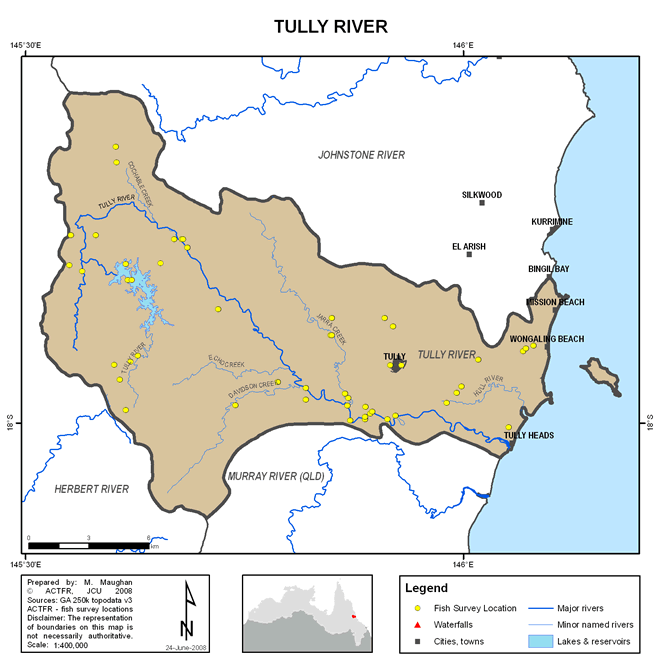 TULLY RIVER
145°30'E
146°E
JOHNSTONE RIVER
COCHABLE CREEK
SILKWOOD
TULLY RIVER
KURRIMINE
EL ARISH
BINGIL BAY
MISSION BEACH
JARRA CREEK
WONGALING BEACH
TULLY RIVER
TULLY
TULLY RIVER
ECHO CREEK
DAVIDSON CREEK
HULL RIVER
18°S
18°S
TULLY HEADS
MURRAY RIVER (QLD)
HERBERT RIVER
0 3 6
km
145°30'E
146°E
Prepared by: M. Maughan
© ACTFR, JCU 2008
Sources: GA 250k topodata v3
ACTFR - fish survey locations
Disclaimer: The representation
of boundaries on this map is
not necessarily authoritative.
Scale: 1:400,000
N
24-June-2008
Legend
Fish Survey Location
Waterfalls
Cities, towns
Major rivers
Minor named rivers
Lakes & reservoirs